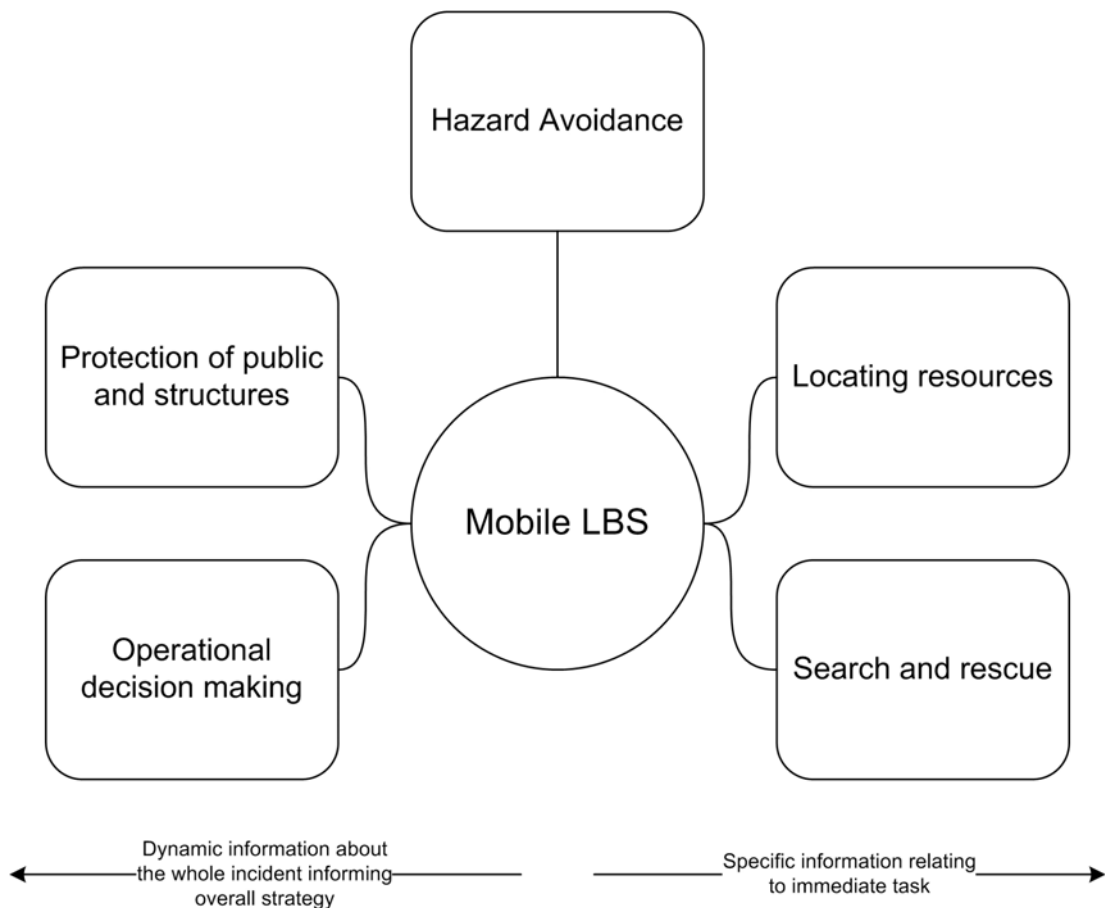 Hazard Avoidance
Protection of public
and structures
Locating resources
Mobile LBS
Operational
decision making
Search and rescue
Dynamic information about
the whole incident informing
overall strategy
Specific information relating
to immediate task